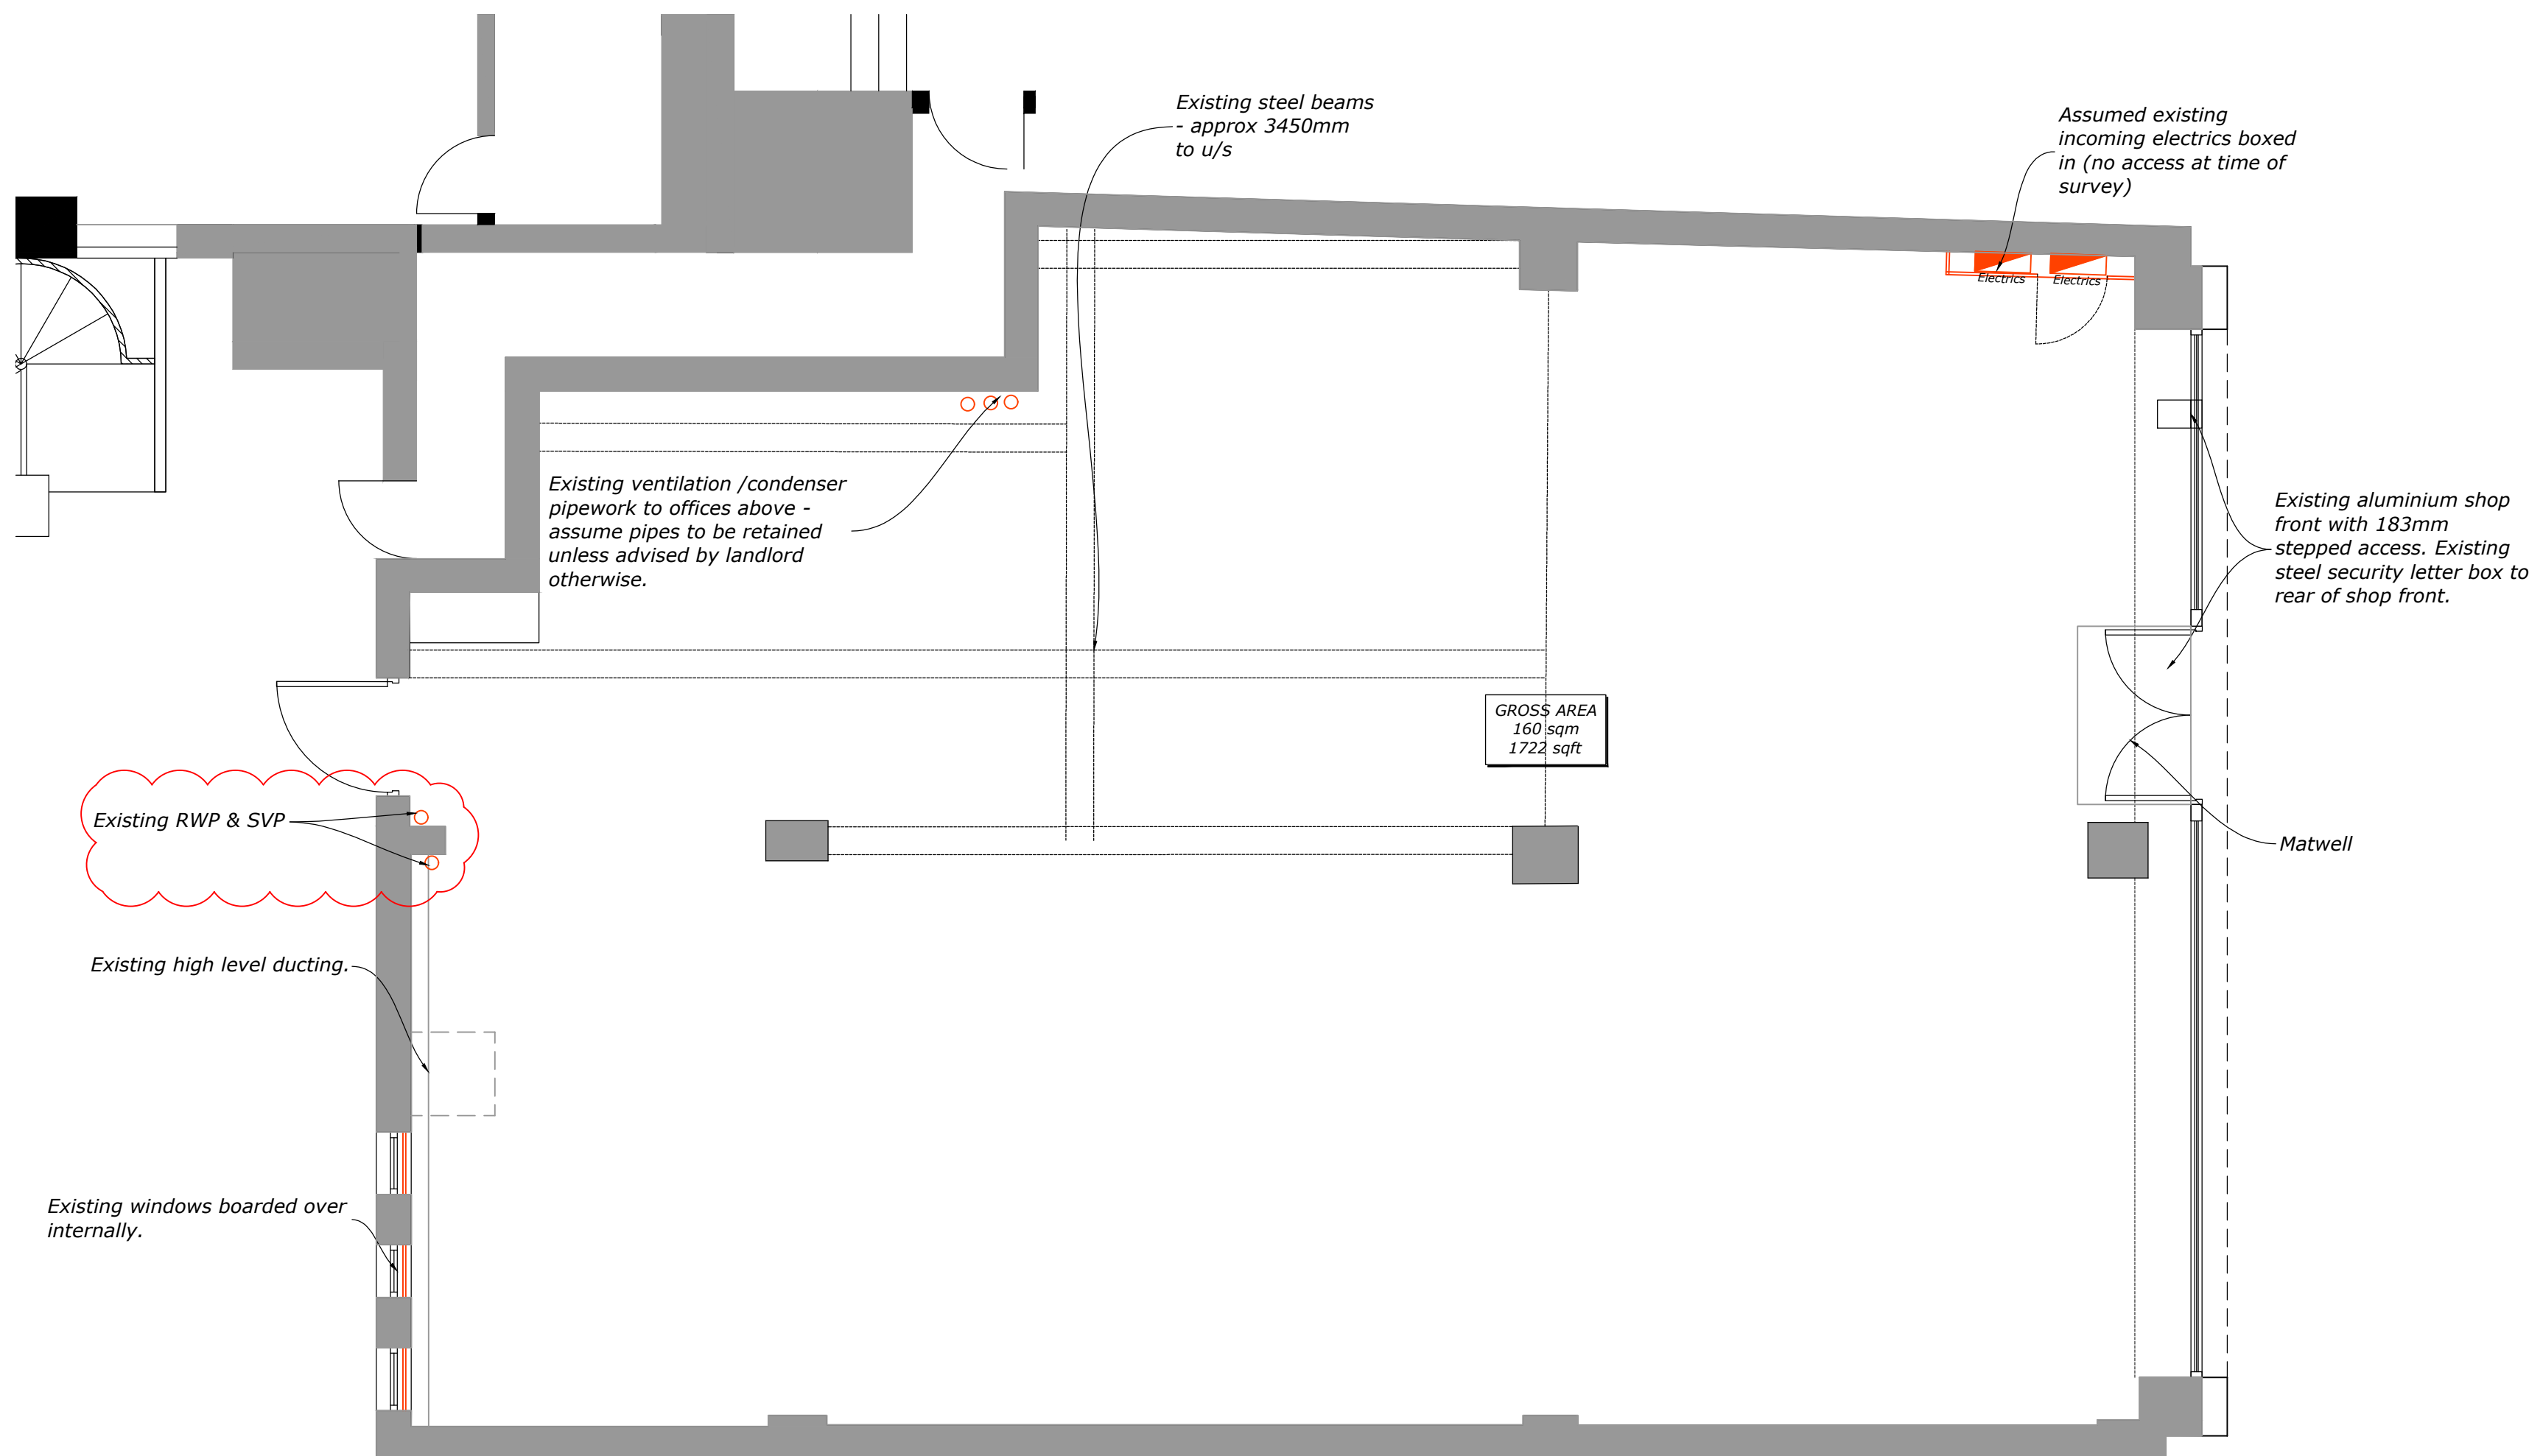 Existing steel beams
- approx 3450mm
to u/s
Assumed existing
incoming electrics boxed
in (no access at time of
survey)
Electrics
Electrics
Existing ventilation /condenser
pipework to offices above -
assume pipes to be retained
unless advised by landlord
otherwise.
Existing aluminium shop
front with 183mm
stepped access. Existing
steel security letter box to
rear of shop front.
GROSS AREA
160 sqm
1722 sqft
Existing RWP & SVP
Matwell
Existing high level ducting.
Existing windows boarded over
internally.